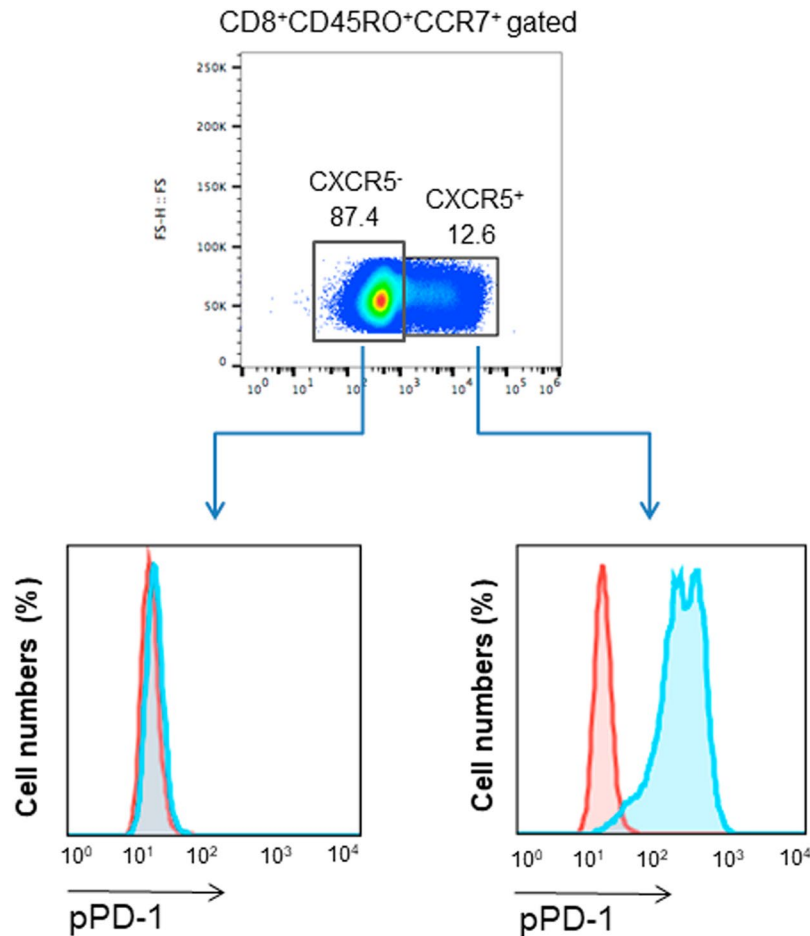 CD8⁺CD45RO⁺CCR7⁺ gated
250K
200K
150K
100K
50K
0
FS-H :: FS
CXCR5⁻
87.4
CXCR5⁺
12.6
10⁰ 10¹ 10² 10³ 10⁴ 10⁵ 10⁶
Cell numbers (%)
10⁰ 10¹ 10² 10³ 10⁴
pPD-1
Cell numbers (%)
10⁰ 10¹ 10² 10³ 10⁴
pPD-1